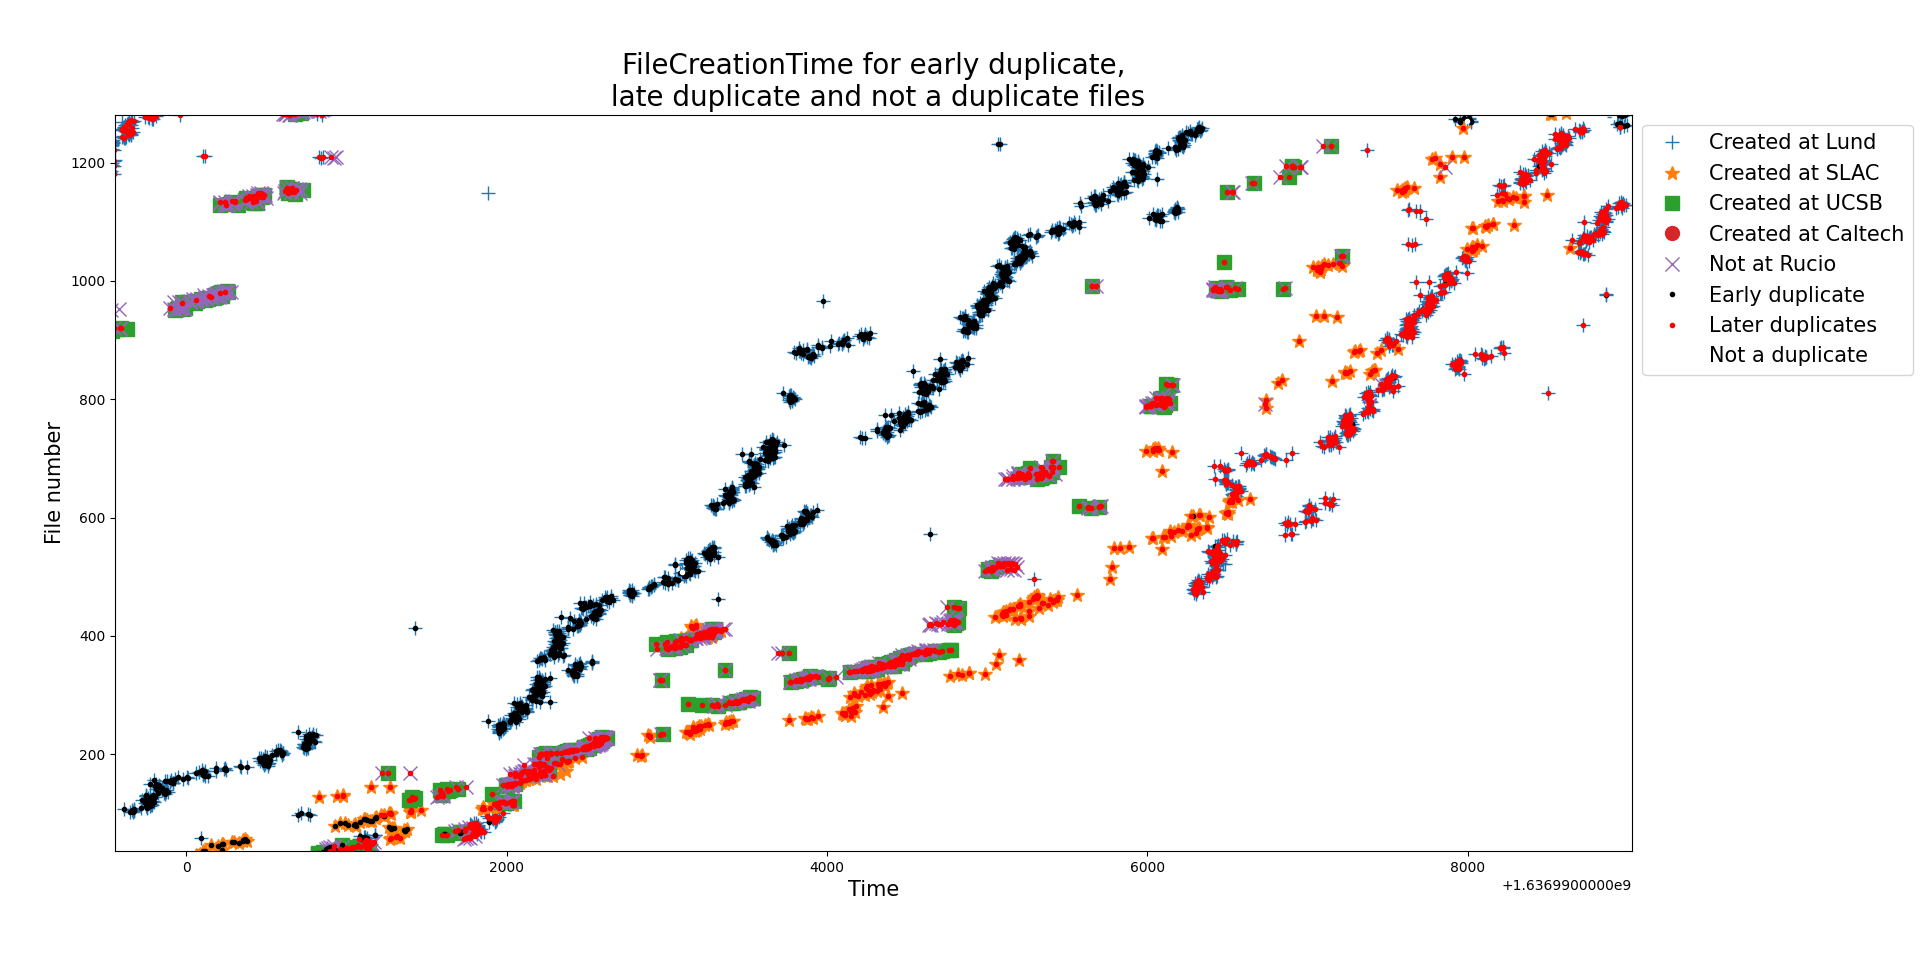 FileCreationTime for early duplicate,
late duplicate and not a duplicate files
Created at Lund
Created at SLAC
Created at UCSB
Created at Caltech
Not at Rucio
Early duplicate
Later duplicates
Not a duplicate
File number
1200
1000
800
600
400
200
0
2000
4000
6000
8000
+1.6369900000e9
Time